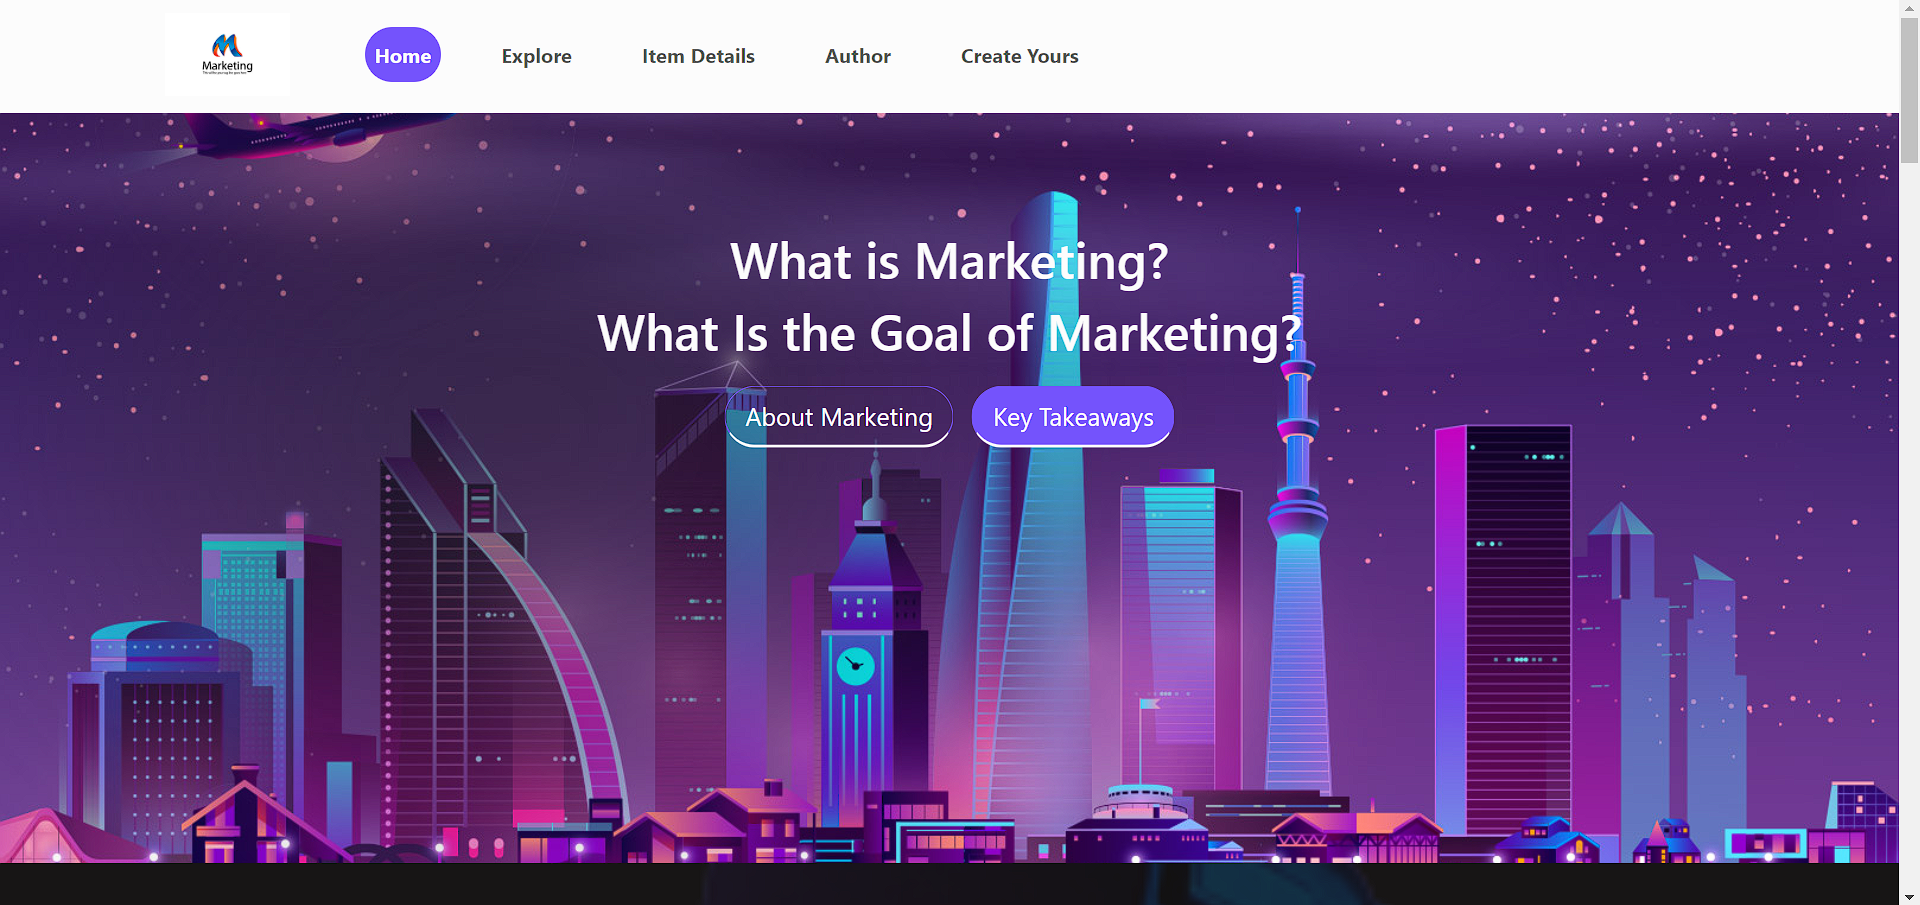 Marketing
Home
Explore
Item Details
Author
Create Yours
What is Marketing?
What Is the Goal of Marketing?
About Marketing
Key Takeaways